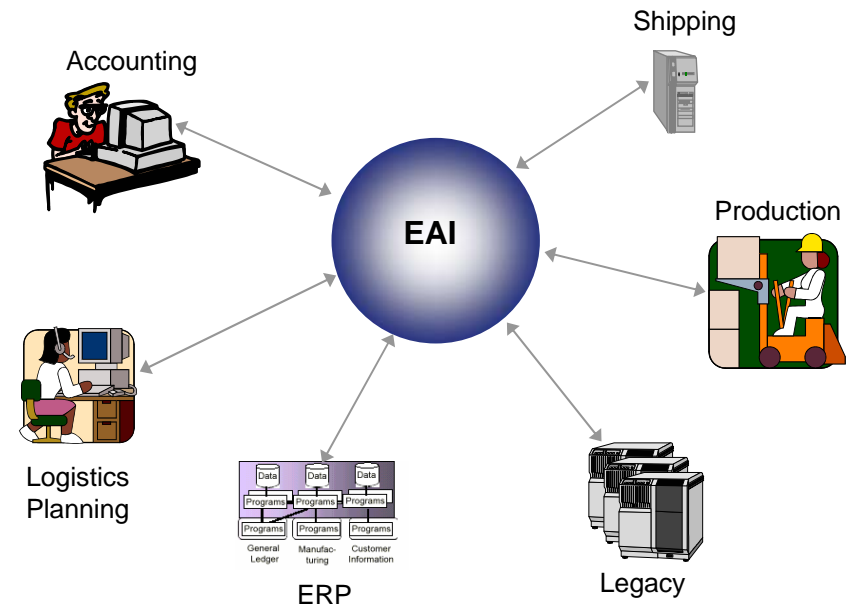 Shipping
Accounting
EAI
Production
Logistics
Planning
Data Data Data
Programs Programs Programs
Programs Programs Programs
General
Ledger
Manufac-
turing
Customer
Information
ERP
Legacy